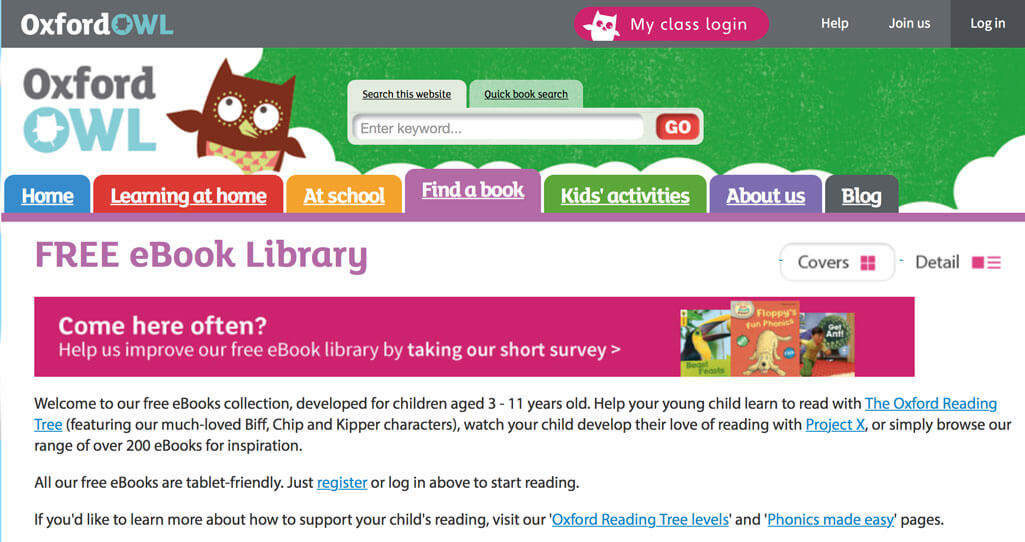 Oxford OWL
My class login
Help
Join us
Log in
Oxford
OWL
Search this website
Quick book search
Enter keyword...
GO
Home
Learning at home
At school
Find a book
Kids' activities
About us
Blog
FREE eBook Library
Covers
Detail
Come here often?
Help us improve our free eBook library by taking our short survey >
Beast
Feasts
Floppy's
Fun Phonics
Get
Ant!
Welcome to our free eBooks collection, developed for children aged 3 - 11 years old. Help your young child learn to read with The Oxford Reading
Tree (featuring our much-loved Biff, Chip and Kipper characters), watch your child develop their love of reading with Project X, or simply browse our
range of over 200 eBooks for inspiration.
All our free eBooks are tablet-friendly. Just register or log in above to start reading.
If you'd like to learn more about how to support your child's reading, visit our 'Oxford Reading Tree levels' and 'Phonics made easy' pages.